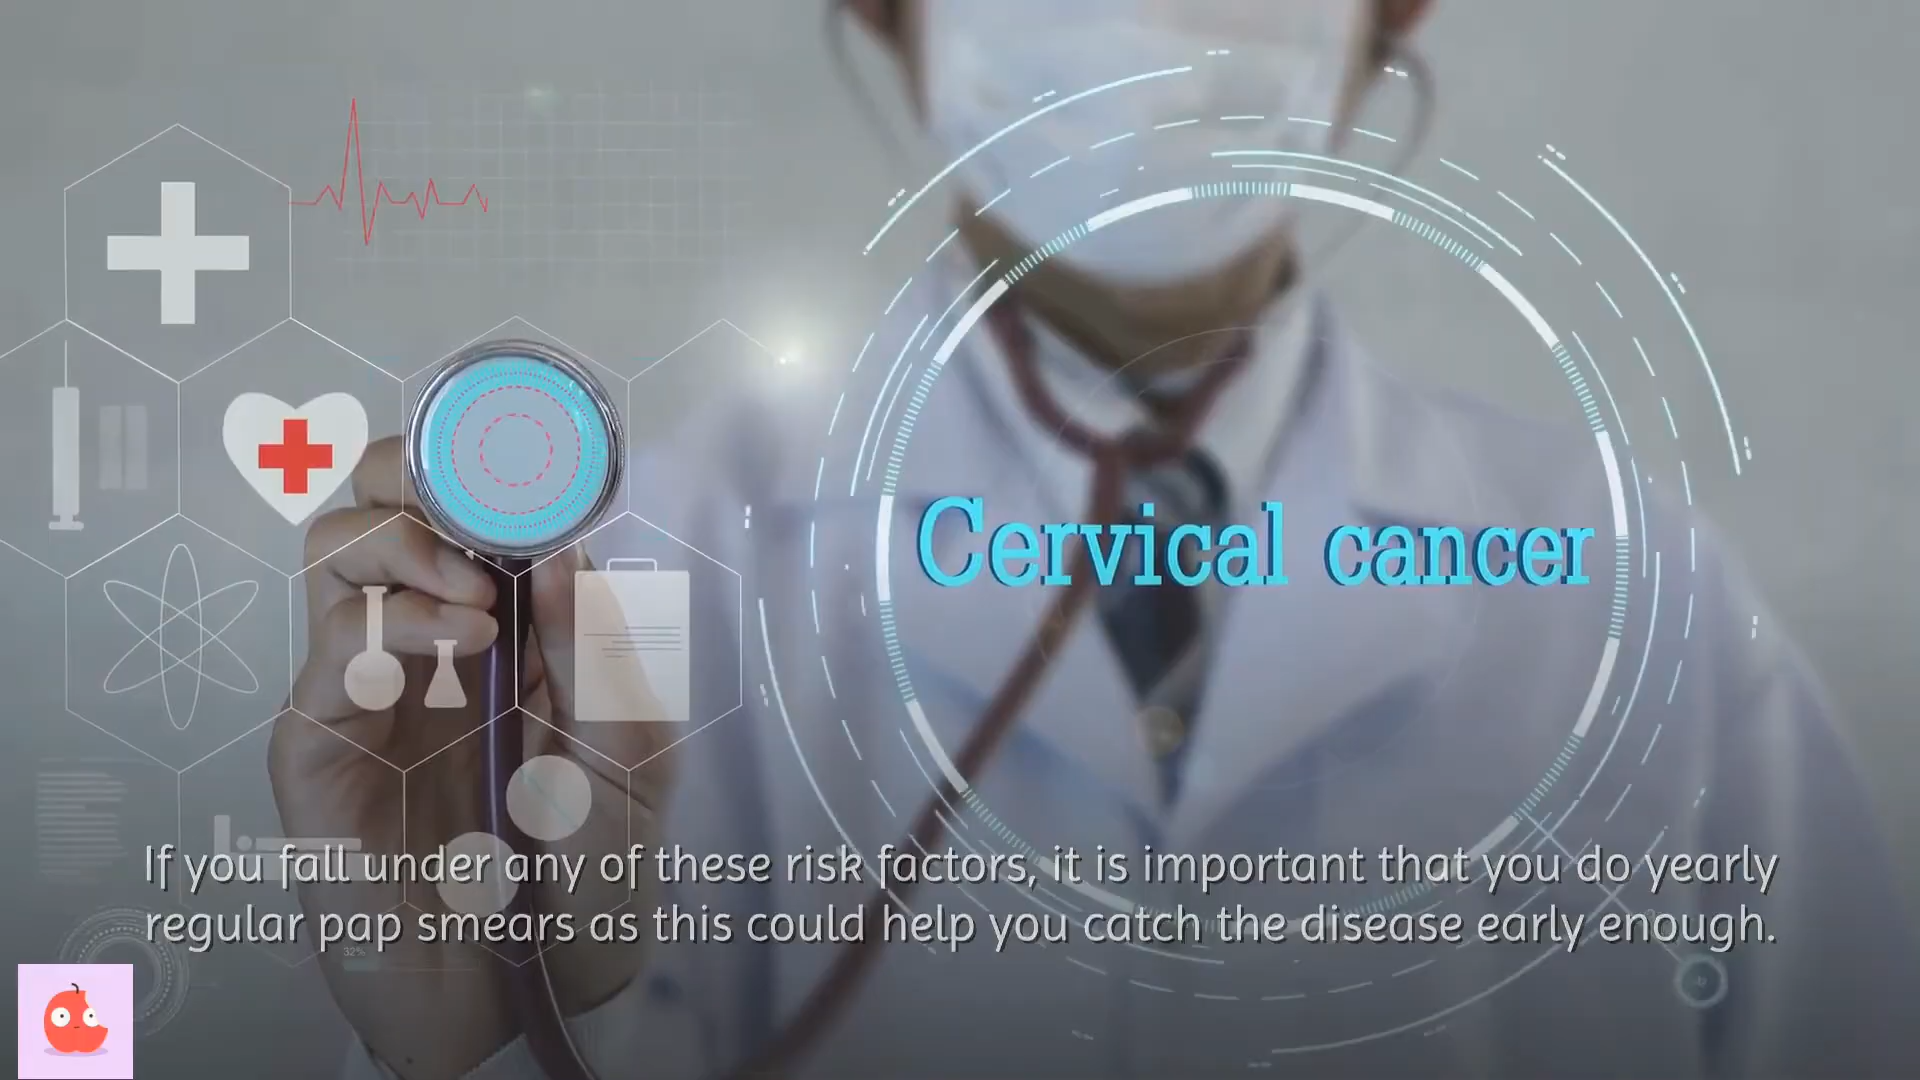 Cervical cancer
If you fall under any of these risk factors, it is important that you do yearly
regular pap smears as this could help you catch the disease early enough.
32%